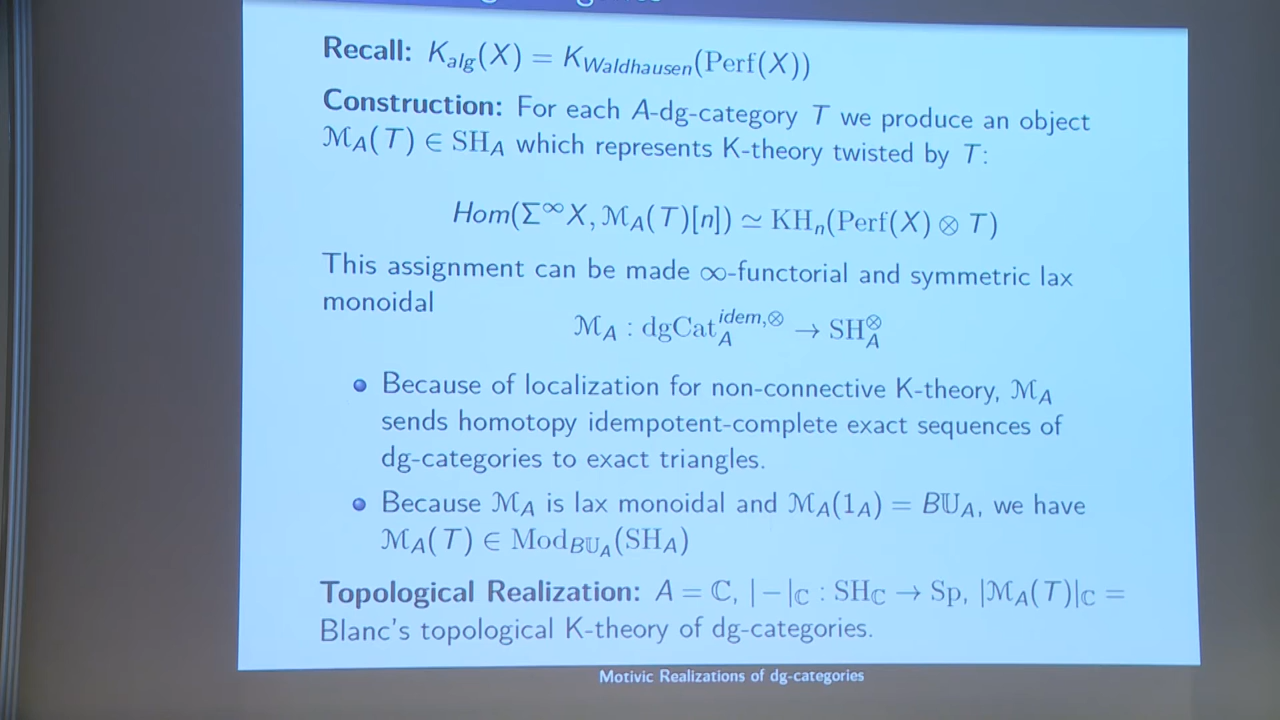 Recall: K_{alg}(X) = K_{Waldhausen}(Perf(X))
Construction: For each A-dg-category T we produce an object
ℳ_A(T) ∈ SH_A which represents K-theory twisted by T:
Hom(Σ^∞X, ℳ_A(T)[n]) ≃ KH_n(Perf(X) ⊗ T)
This assignment can be made ∞-functorial and symmetric lax
monoidal
ℳ_A : dgCat_A^{idem,⊗} → SH_A^⊗
Because of localization for non-connective K-theory, ℳ_A
sends homotopy idempotent-complete exact sequences of
dg-categories to exact triangles.
Because ℳ_A is lax monoidal and ℳ_A(1_A) = B𝕌_A, we have
ℳ_A(T) ∈ Mod_{B𝕌_A}(SH_A)
Topological Realization: A = ℂ, |−|_ℂ : SH_ℂ → Sp, |ℳ_A(T)|_ℂ =
Blanc's topological K-theory of dg-categories.
Motivic Realizations of dg-categories